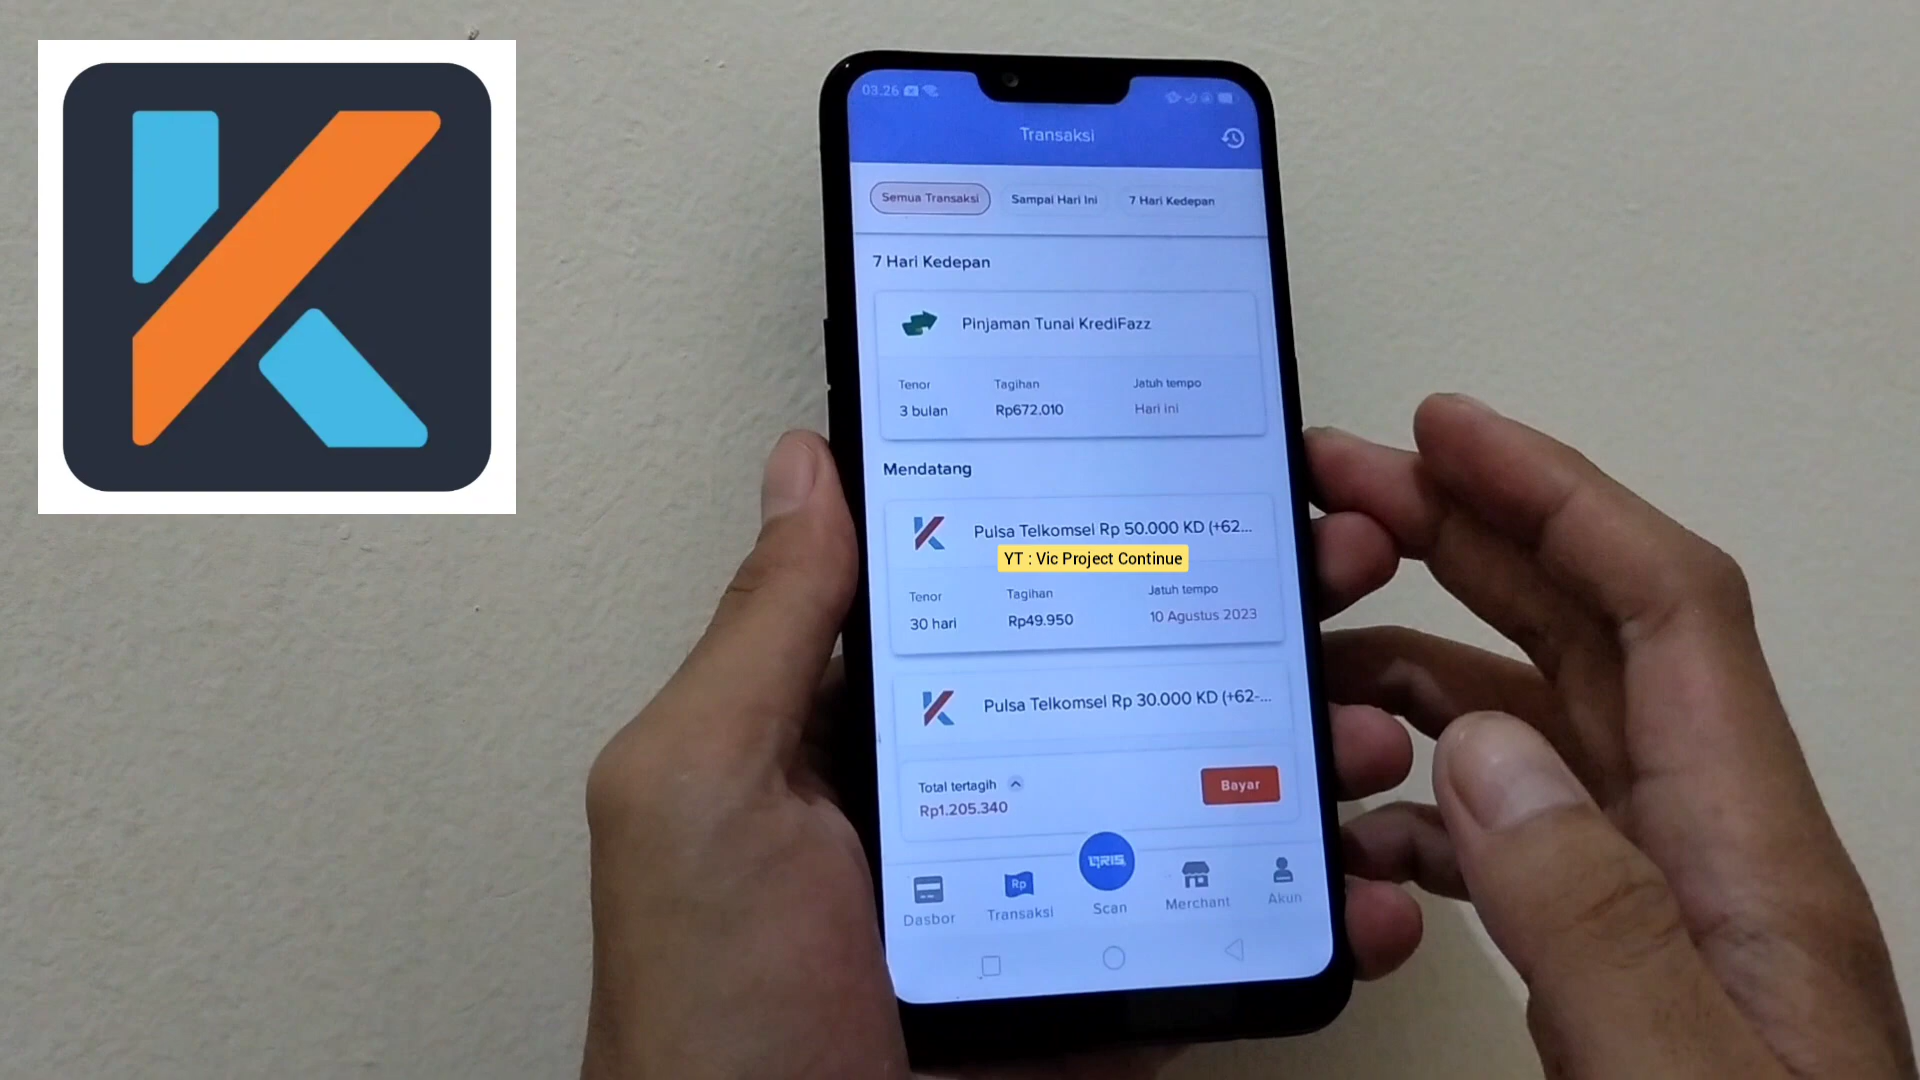 03.26
Transaksi
Semua Transaksi
Sampai Hari Ini
7 Hari Kedepan
7 Hari Kedepan
Pinjaman Tunai KrediFazz
Tenor
Tagihan
Jatuh tempo
3 bulan
Rp672.010
Hari ini
Mendatang
Pulsa Telkomsel Rp 50.000 KD (+62...
YT : Vic Project Continue
Tenor
Tagihan
Jatuh tempo
30 hari
Rp49.950
10 Agustus 2023
Pulsa Telkomsel Rp 30.000 KD (+62-...
Total tertagih
Rp1.205.340
Bayar
QRIS
Rp
Dasbor
Transaksi
Scan
Merchant
Akun